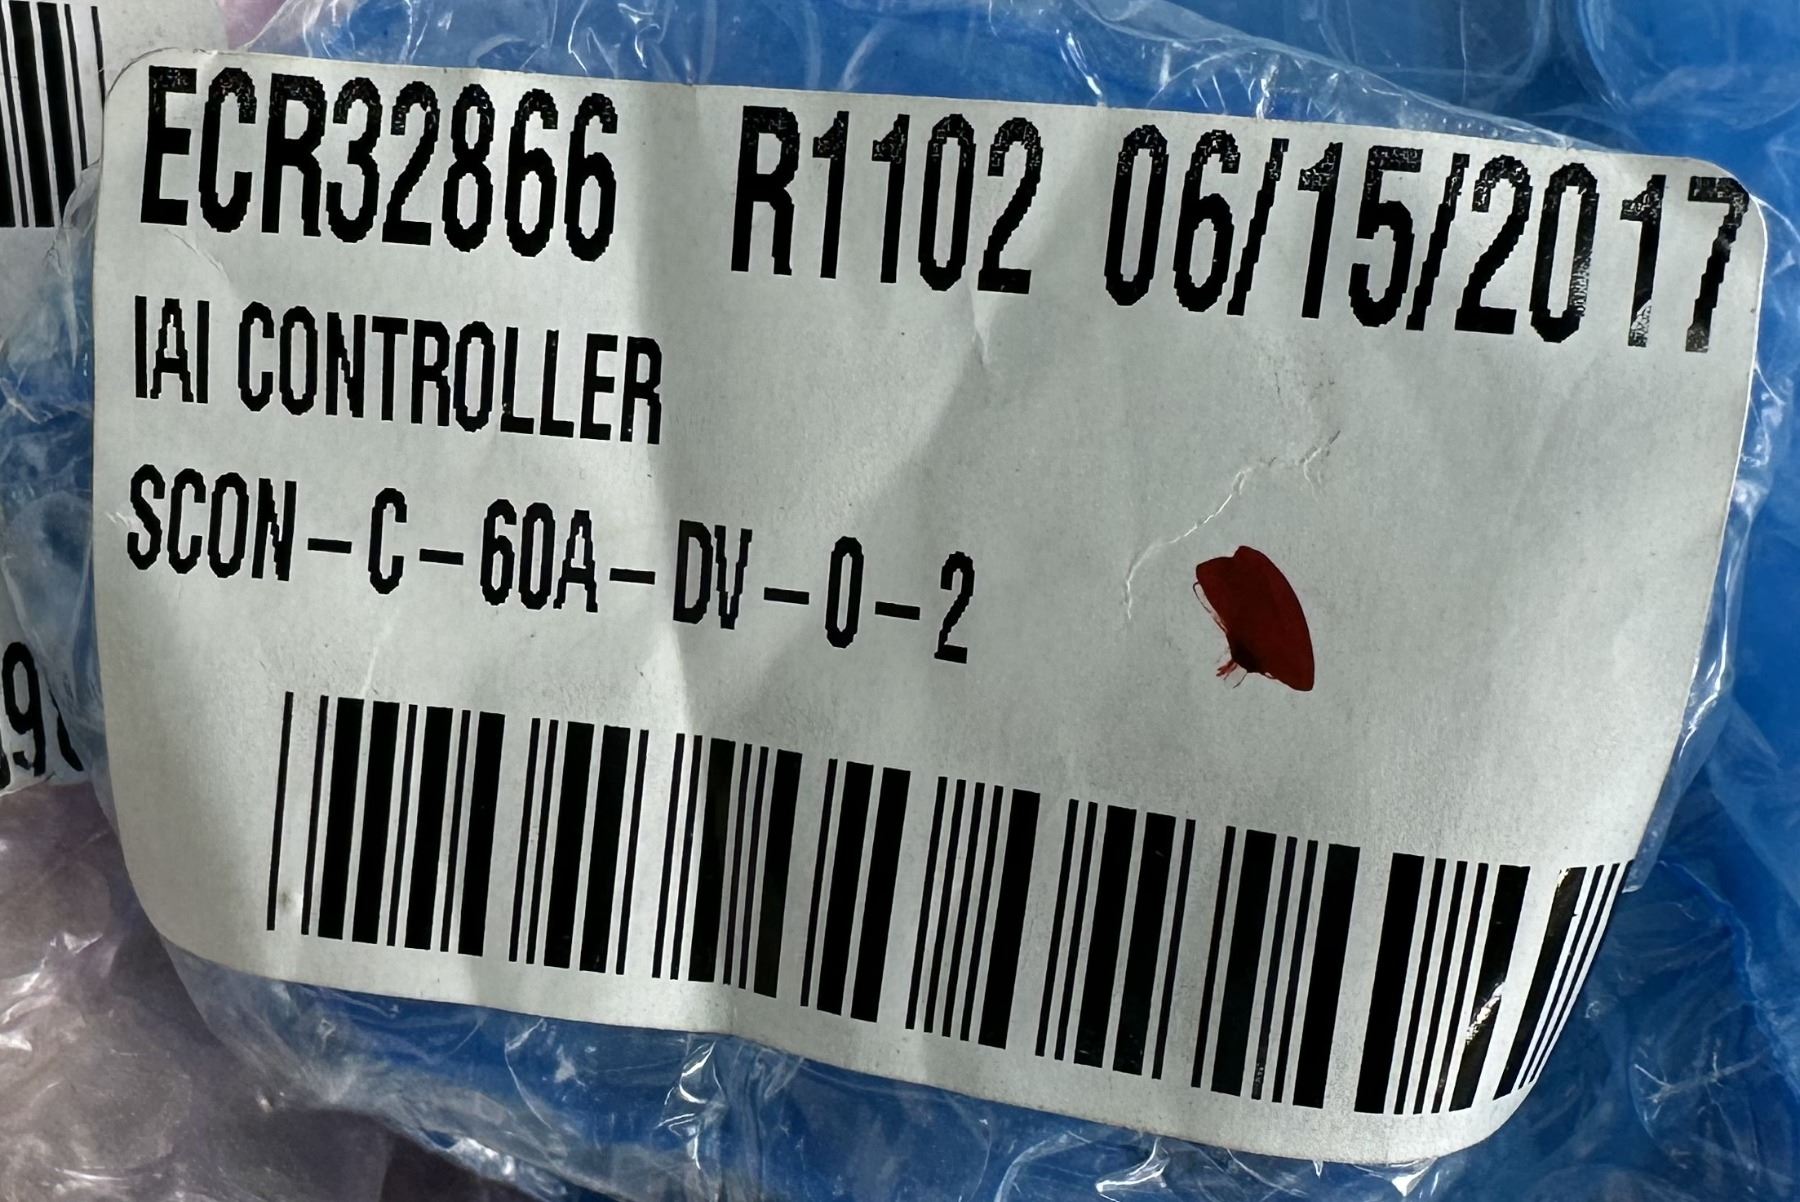 ECR32866 R1102 06/15/2017
IAI CONTROLLER
SCON-C-60A-DV-0-2